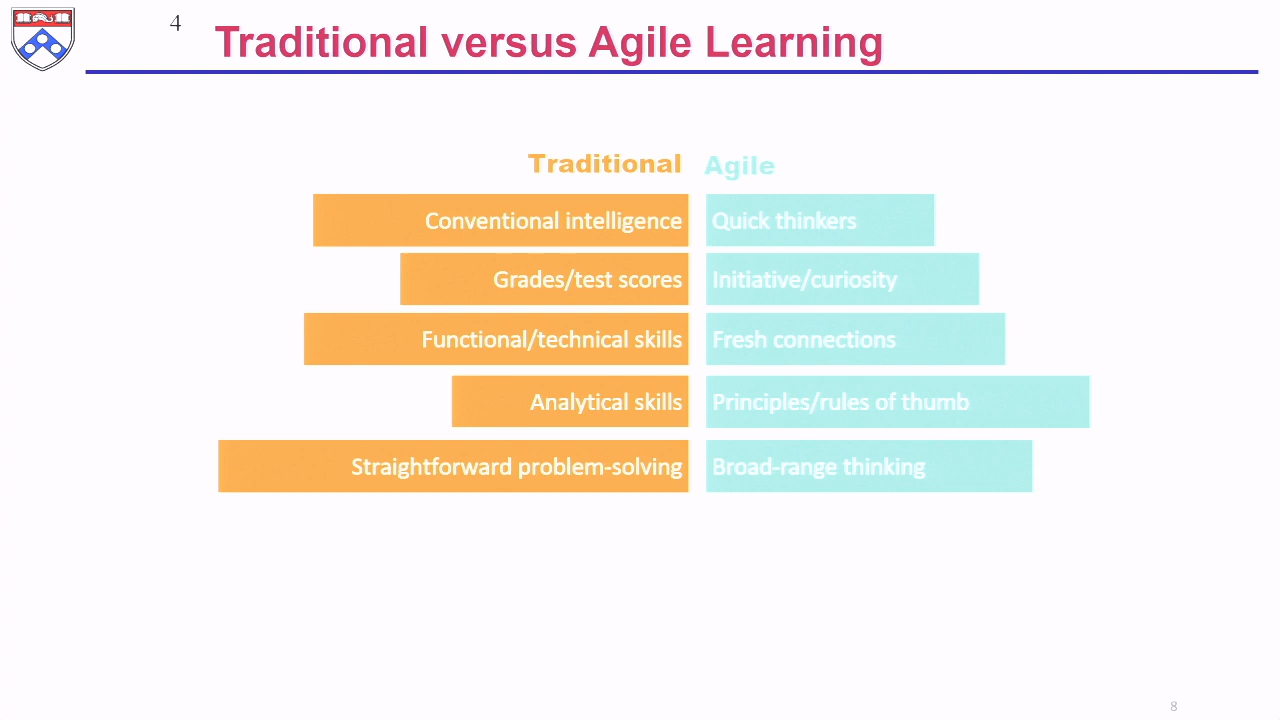 4
Traditional versus Agile Learning
Traditional Agile
Conventional intelligence Quick thinkers
Grades/test scores Initiative/curiosity
Functional/technical skills Fresh connections
Analytical skills Principles/rules of thumb
Straightforward problem-solving Broad-range thinking
8